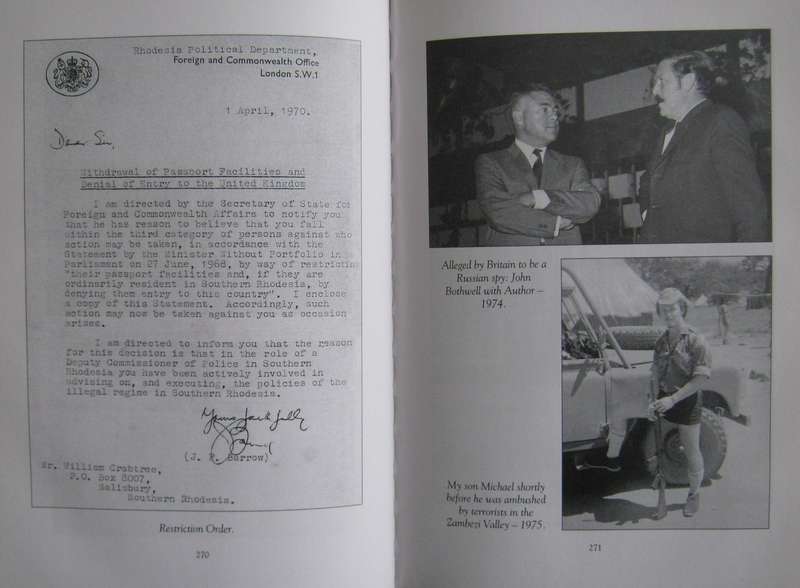 Rhodesia Political Department,
Foreign and Commonwealth Office
London S.W.1
1 April, 1970.
Dear Sir,
Withdrawal of Passport Facilities and
Denial of Entry to the United Kingdom
I am directed by the Secretary of State for
Foreign and Commonwealth Affairs to notify you
that he has reason to believe that you fall
within the third category of persons against who
action may be taken, in accordance with the
Statement by the Minister Without Portfolio in
Parliament on 27 June, 1968, by way of restricting
"their passport facilities and, if they are
ordinarily resident in Southern Rhodesia, by
denying them entry to this country". I enclose
a copy of this Statement. Accordingly, such
action may now be taken against you as occasion
arises.
I am directed to inform you that the reason
for this decision is that in the role of a
Deputy Commissioner of Police in Southern
Rhodesia you have been actively involved in
advising on, and executing, the policies of the
illegal regime in Southern Rhodesia.
Yours faithfully
(J. R. Barrow)
Mr. William Crabtree,
P.O. Box 8007,
Salisbury,
Southern Rhodesia.
Restriction Order.
270
Alleged by Britain to be a
Russian spy: John
Bothwell with Author –
1974.
My son Michael shortly
before he was ambushed
by terrorists in the
Zambezi Valley – 1975.
271